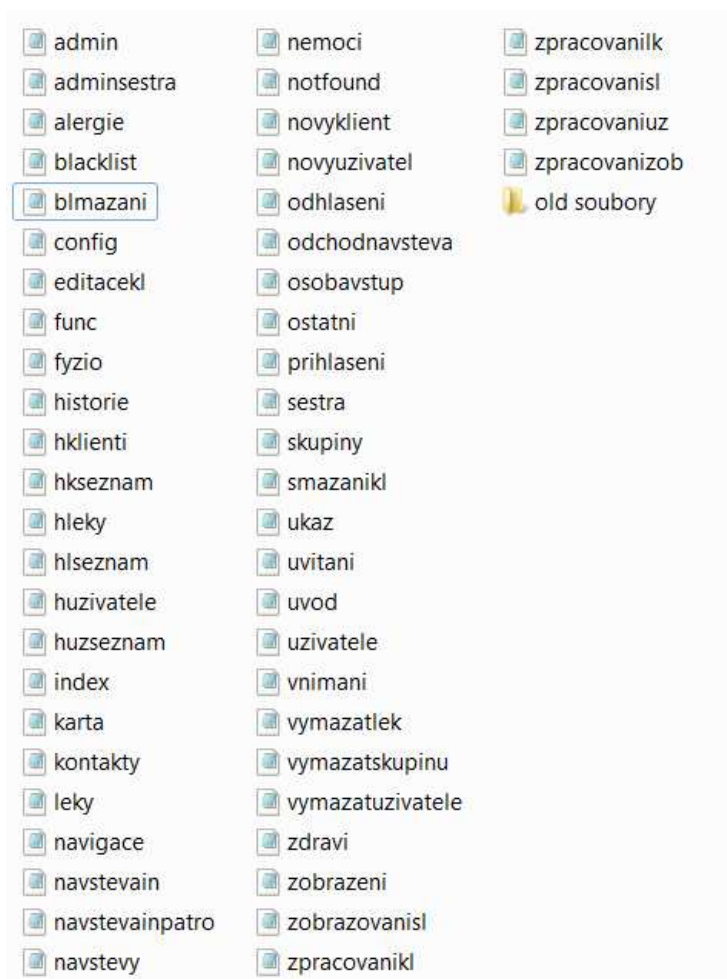 admin
adminsestra
alergie
blacklist
blmazani
config
editacekl
func
fyzio
historie
hklienti
hkseznam
hleky
hlseznam
huzivatele
huzseznam
index
karta
kontakty
leky
navigace
navstevain
navstevainpatro
navstevy
nemoci
notfound
novyklient
novyuzivatel
odhlaseni
odchodnavsteva
osobavstup
ostatni
prihlaseni
sestra
skupiny
smazanikl
ukaz
uvitani
uvod
uzivatele
vnimani
vymazatlek
vymazatskupinu
vymazatuzivatele
zdravi
zobrazeni
zobrazovanisl
zpracovanikl
zpracovanilk
zpracovanisl
zpracovaniuz
zpracovanizob
old soubory